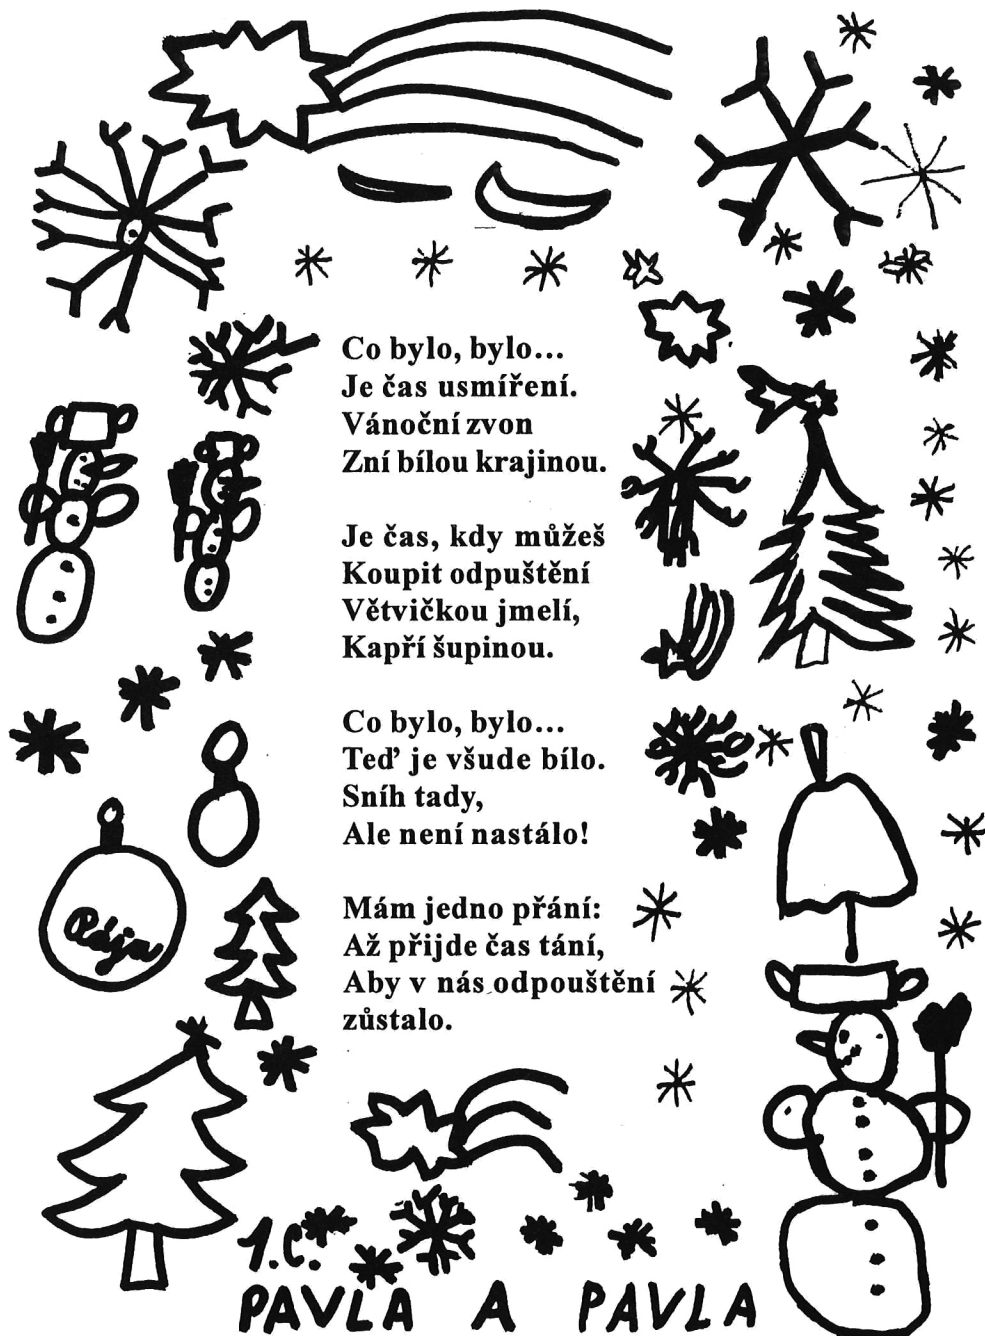 Co bylo, bylo...
Je čas usmíření.
Vánoční zvon
Zní bílou krajinou.
Je čas, kdy můžeš
Koupit odpuštění
Větvičkou jmelí,
Kapří šupinou.
Co bylo, bylo...
Teď je všude bílo.
Sníh tady,
Ale není nastálo!
Mám jedno přání:
Až přijde čas tání,
Aby v nás odpouštění
zůstalo.
1.C.
PAVLA A PAVLA